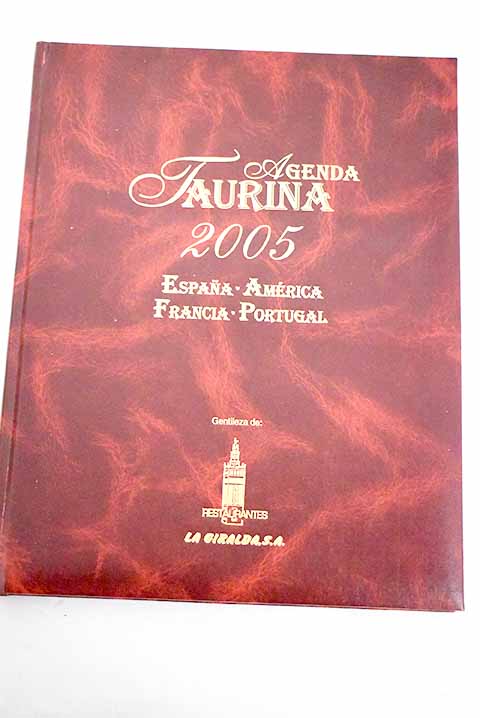 AGENDA
TAURINA
2005
ESPAÑA · AMÉRICA
FRANCIA · PORTUGAL
Gentileza de:
RESTAURANTES
LA GIRALDA, S.A.